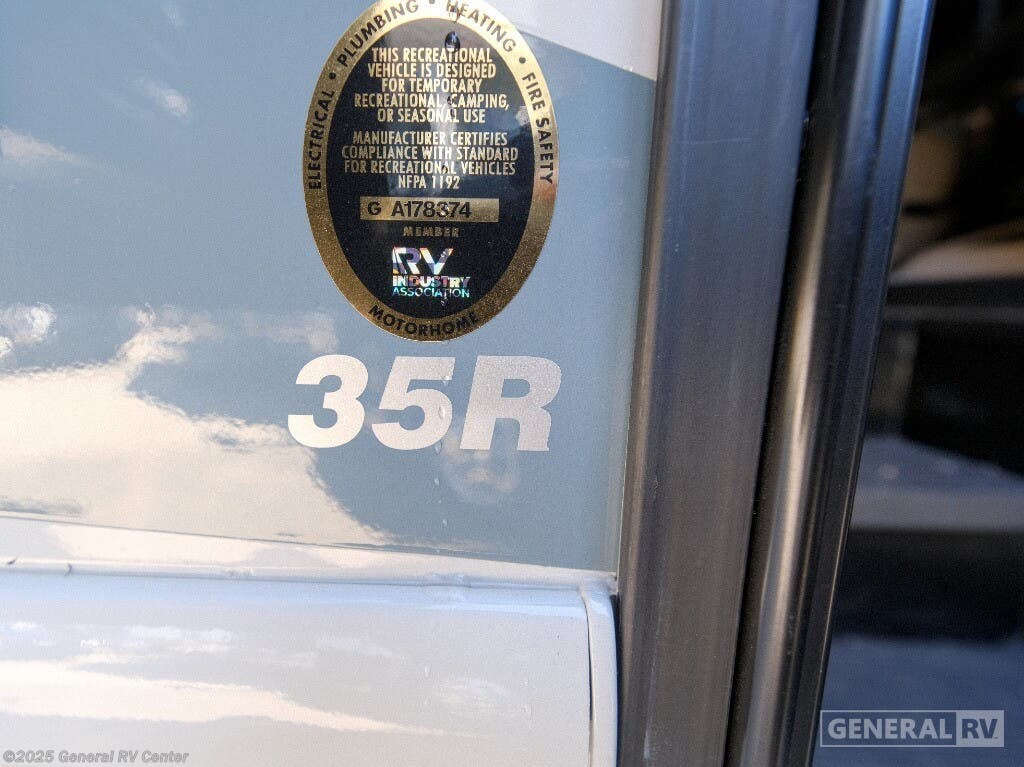 ELECTRICAL • PLUMBING • HEATING • FIRE SAFETY
THIS RECREATIONAL
VEHICLE IS DESIGNED
FOR TEMPORARY
RECREATIONAL, CAMPING,
OR SEASONAL USE
MANUFACTURER CERTIFIES
COMPLIANCE WITH STANDARD
FOR RECREATIONAL VEHICLES
NFPA 1192
G A178374
MEMBER
RV
INDUSTRY
ASSOCIATION
MOTORHOME
35R
GENERAL RV
©2025 General RV Center